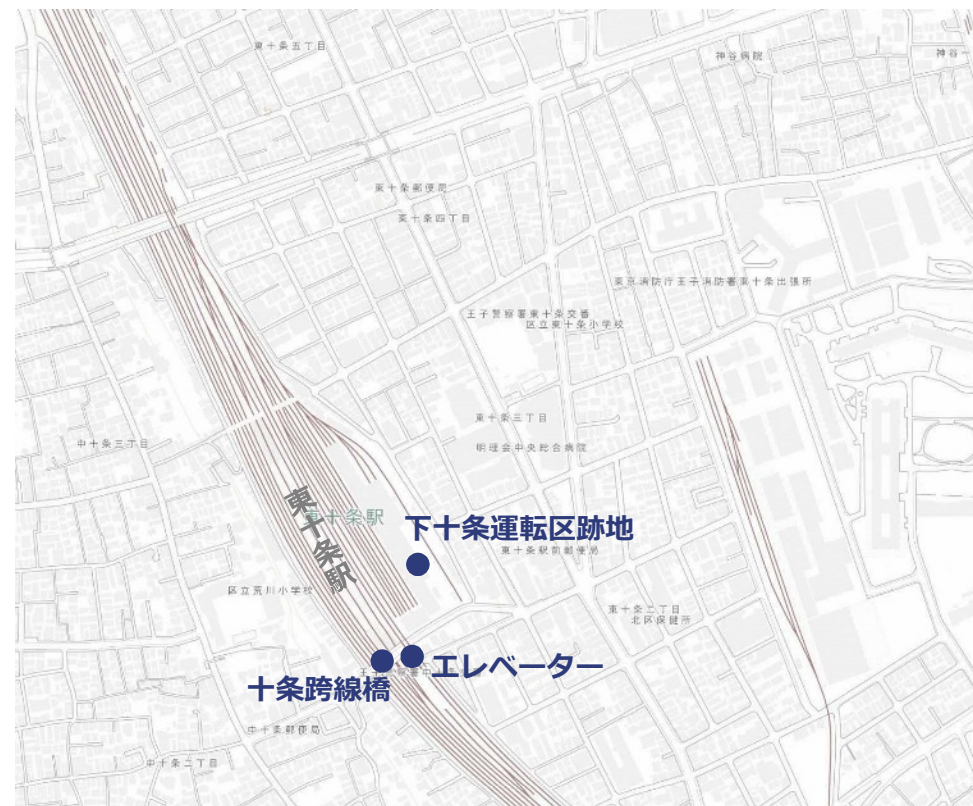 東十条五丁目
神谷病院
神谷一
東十条郵便局
東十条四丁目
東京消防庁王子消防署東十条出張所
王子警察署東十条交番
区立東十条小学校
東十条三丁目
中十条三丁目
明理会中央総合病院
東十条駅
東十条駅
下十条運転区跡地
東十条駅前郵便局
区立荒川小学校
東十条二丁目
北区保健所
エレベーター
十条跨線橋
中十条郵便局
中十条二丁目